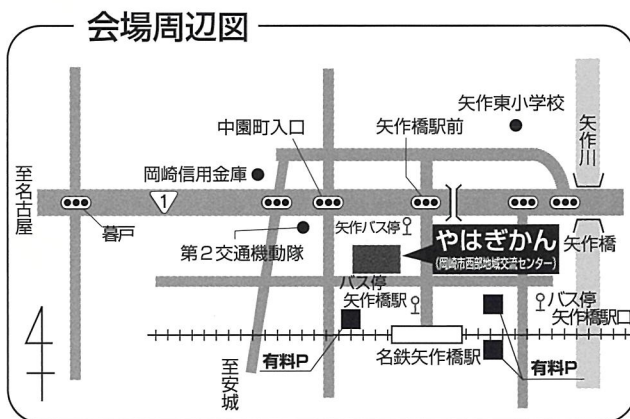 会場周辺図
矢作東小学校
中園町入口
矢作橋駅前
矢作川
岡崎信用金庫
至名古屋
1
暮戸
第2交通機動隊
矢作バス停
やはぎかん
(岡崎市西部地域交流センター)
矢作橋
バス停
矢作橋駅
バス停
矢作橋駅口
有料P
名鉄矢作橋駅
有料P
至安城